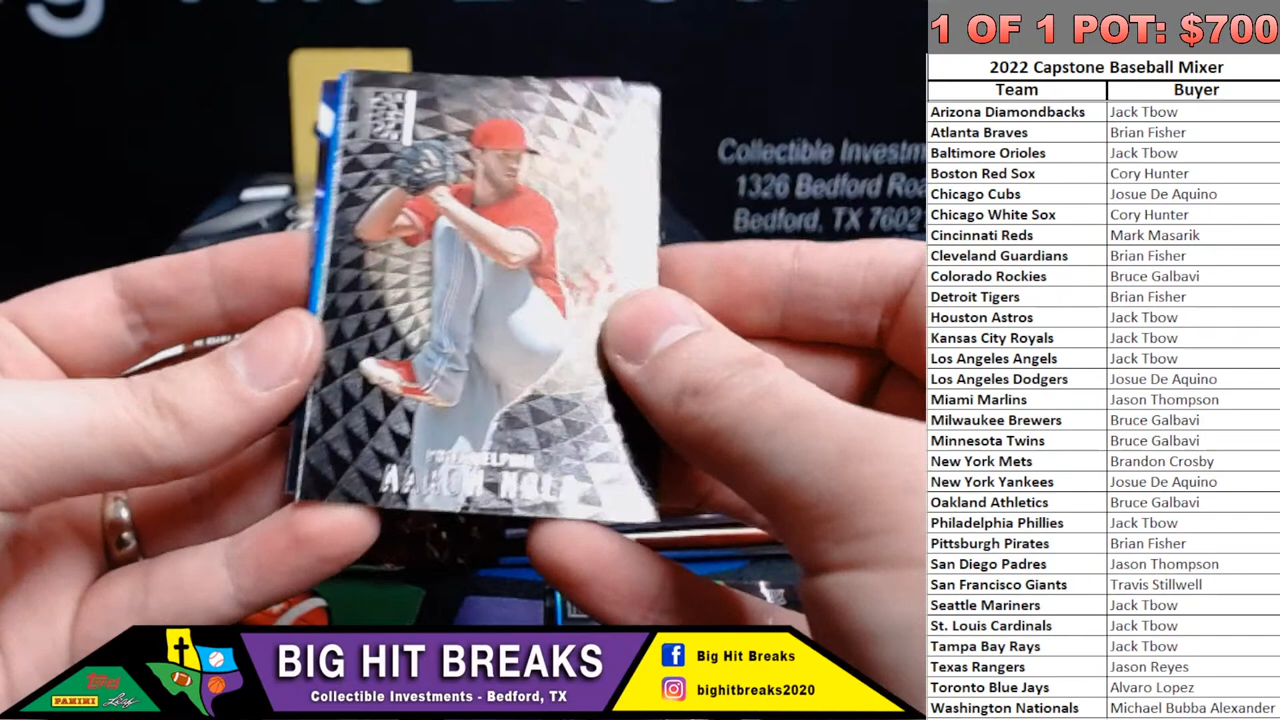 1 OF 1 POT: $700
2022 Capstone Baseball Mixer
Team Buyer
Arizona Diamondbacks Jack Tbow
Atlanta Braves Brian Fisher
Baltimore Orioles Jack Tbow
Boston Red Sox Cory Hunter
Chicago Cubs Josue De Aquino
Chicago White Sox Cory Hunter
Cincinnati Reds Mark Masarik
Cleveland Guardians Brian Fisher
Colorado Rockies Bruce Galbavi
Detroit Tigers Brian Fisher
Houston Astros Jack Tbow
Kansas City Royals Jack Tbow
Los Angeles Angels Jack Tbow
Los Angeles Dodgers Josue De Aquino
Miami Marlins Jason Thompson
Milwaukee Brewers Bruce Galbavi
Minnesota Twins Bruce Galbavi
New York Mets Brandon Crosby
New York Yankees Josue De Aquino
Oakland Athletics Bruce Galbavi
Philadelphia Phillies Jack Tbow
Pittsburgh Pirates Brian Fisher
San Diego Padres Jason Thompson
San Francisco Giants Travis Stillwell
Seattle Mariners Jack Tbow
St. Louis Cardinals Jack Tbow
Tampa Bay Rays Jack Tbow
Texas Rangers Jason Reyes
Toronto Blue Jays Alvaro Lopez
Washington Nationals Michael Bubba Alexander
Collectible Investm
1326 Bedford Roa
Bedford, TX 7602
PHILADELPHIA
AARON NOLA
BIG HIT BREAKS
Collectible Investments - Bedford, TX
Big Hit Breaks
bighitbreaks2020
Topps
PANINI
Leaf